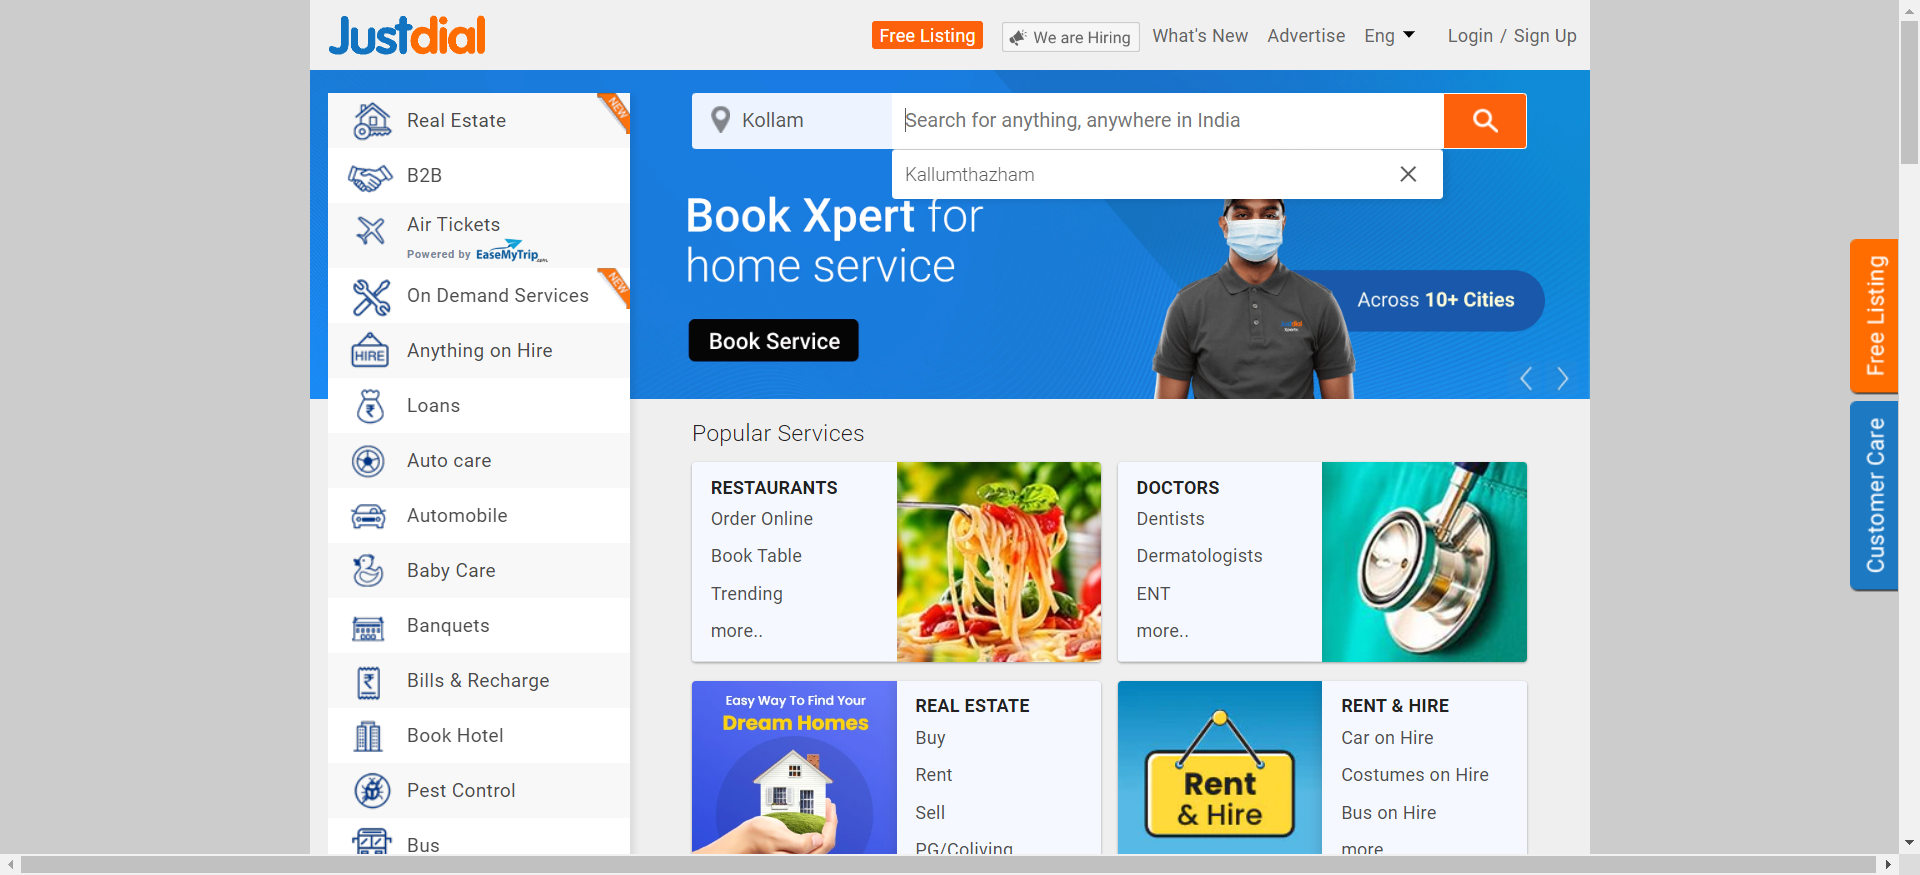 Justdial
Free Listing
We are Hiring
What's New
Advertise
Eng
Login / Sign Up
Kollam
Search for anything, anywhere in India
Kallumthazham
Real Estate
NEW
B2B
Air Tickets
Powered by EaseMyTrip.com
On Demand Services
NEW
HIRE
Anything on Hire
Loans
Auto care
Automobile
Baby Care
Banquets
Bills & Recharge
Book Hotel
Pest Control
Bus
Book Xpert for
home service
Book Service
Across 10+ Cities
justdial
Xperts
Popular Services
RESTAURANTS
Order Online
Book Table
Trending
more..
DOCTORS
Dentists
Dermatologists
ENT
more..
Easy Way To Find Your
Dream Homes
REAL ESTATE
Buy
Rent
Sell
PG/Coliving
Rent
& Hire
RENT & HIRE
Car on Hire
Costumes on Hire
Bus on Hire
more
Free Listing
Customer Care